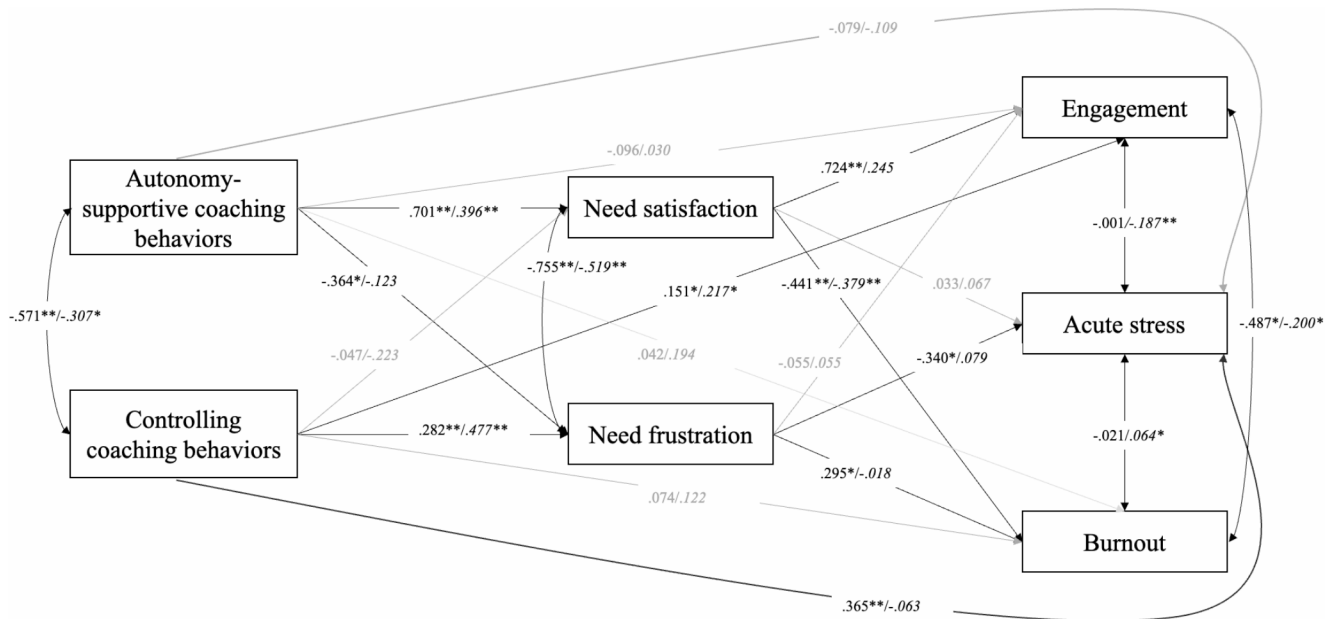 -.079/-.109
Engagement
-.096/.030
Autonomy-
supportive coaching
behaviors
.724**/.245
Need satisfaction
.701**/.396**
-.001/-.187**
-.755**/-.519**
-.364*/-.123
-.441**/-.379**
.033/.067
.151*/.217*
-.571**/-.307*
Acute stress
-.487*/-.200*
-.047/-.223
.042/.194
-.055/.055
-.340*/.079
Controlling
coaching behaviors
.282**/.477**
Need frustration
-.021/.064*
.295*/-.018
.074/.122
Burnout
.365**/-.063